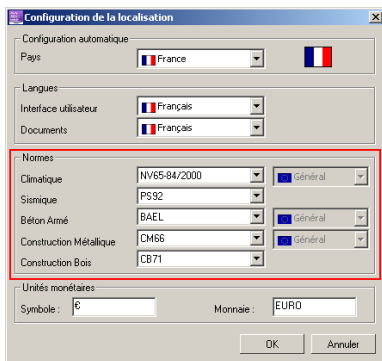 Configuration de la localisation
Configuration automatique
Pays France
Langues
Interface utilisateur Français
Documents Français
Normes
Climatique NV65-84/2000 Général
Sismique PS92
Béton Armé BAEL Général
Construction Métallique CM66 Général
Construction Bois CB71
Unités monétaires
Symbole : € Monnaie : EURO
OK Annuler